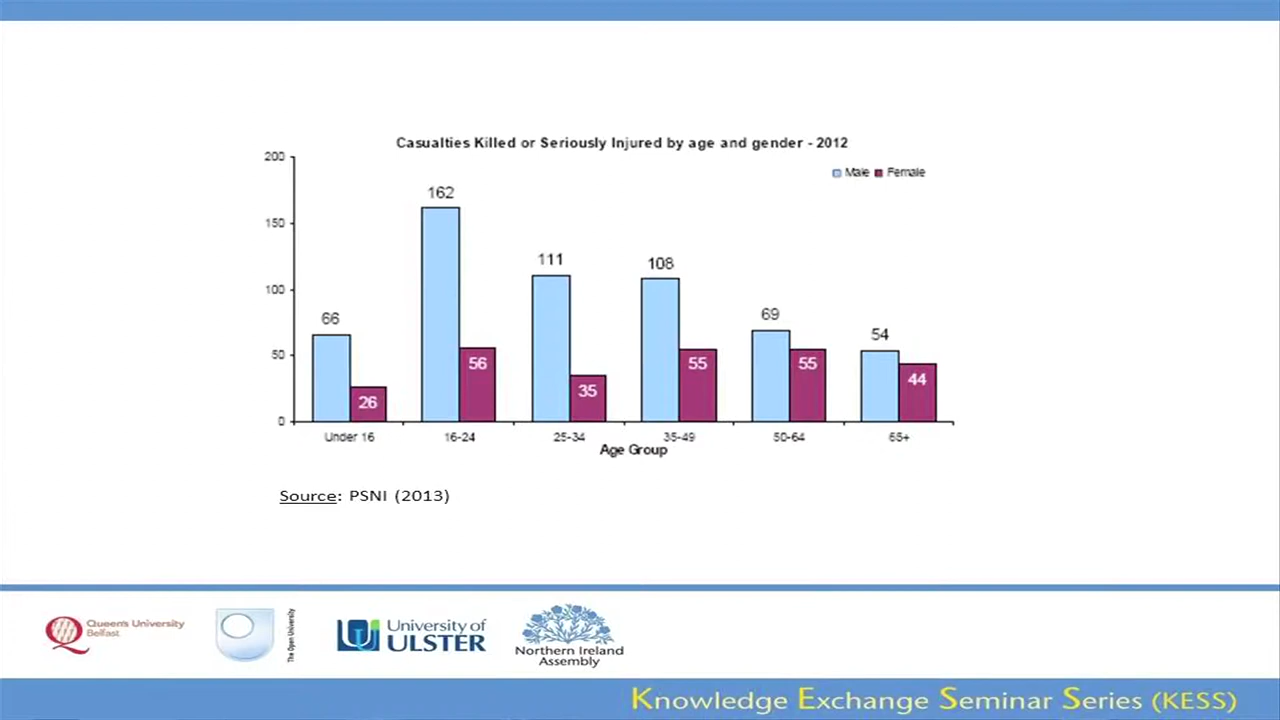 Casualties Killed or Seriously Injured by age and gender - 2012
Male Female
200
150
100
50
0
66
26
162
56
111
35
108
55
69
55
54
44
Under 16
16-24
25-34
35-49
50-64
65+
Age Group
Source: PSNI (2013)
Queen's University
Belfast
The Open University
University of
ULSTER
Northern Ireland
Assembly
Knowledge Exchange Seminar Series (KESS)